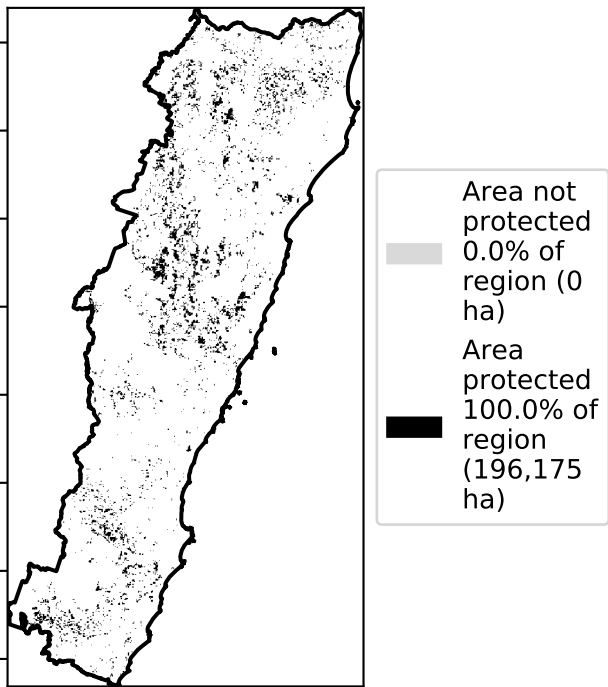 Area not
protected
0.0% of
region (0
ha)
Area
protected
100.0% of
region
(196,175
ha)